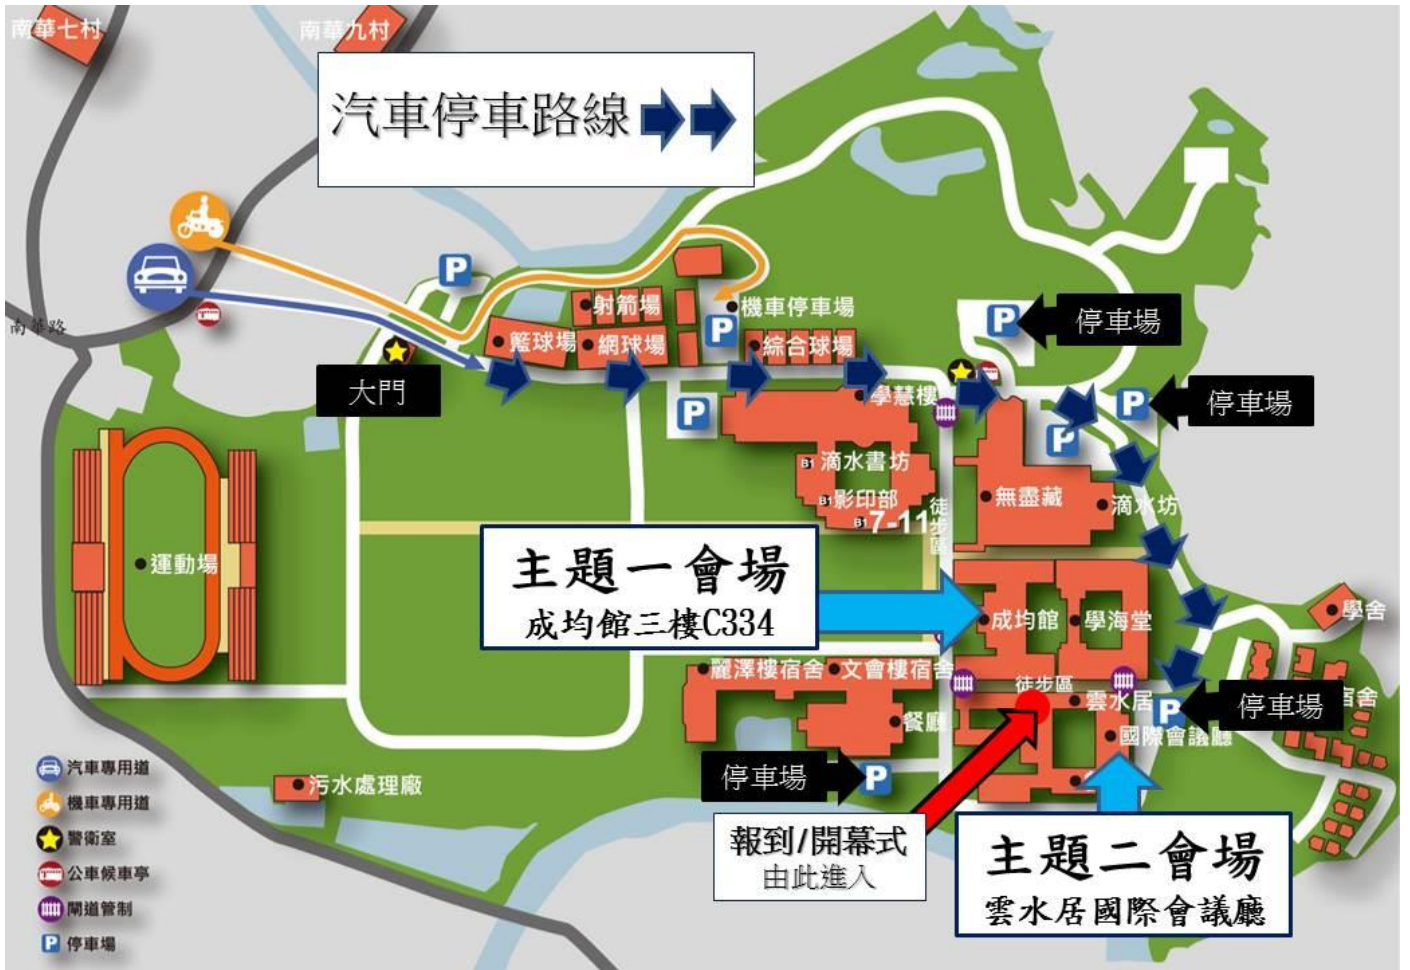 南華七村
南華九村
汽車停車路線
南華路
大門
P
射箭場
籃球場
網球場
機車停車場
P
綜合球場
P
停車場
P
停車場
P
學慧樓
P
B1 滴水書坊
B1 影印部
B1 7-11
徒步區
無盡藏
滴水坊
運動場
主題一會場
成均館三樓C334
成均館
學海堂
學舍
麗澤樓宿舍
文會樓宿舍
餐廳
徒步區
雲水居
國際會議廳
P
停車場
宿舍
停車場
P
污水處理廠
報到/開幕式
由此進入
主題二會場
雲水居國際會議廳
汽車專用道
機車專用道
警衛室
公車候車亭
閘道管制
P 停車場